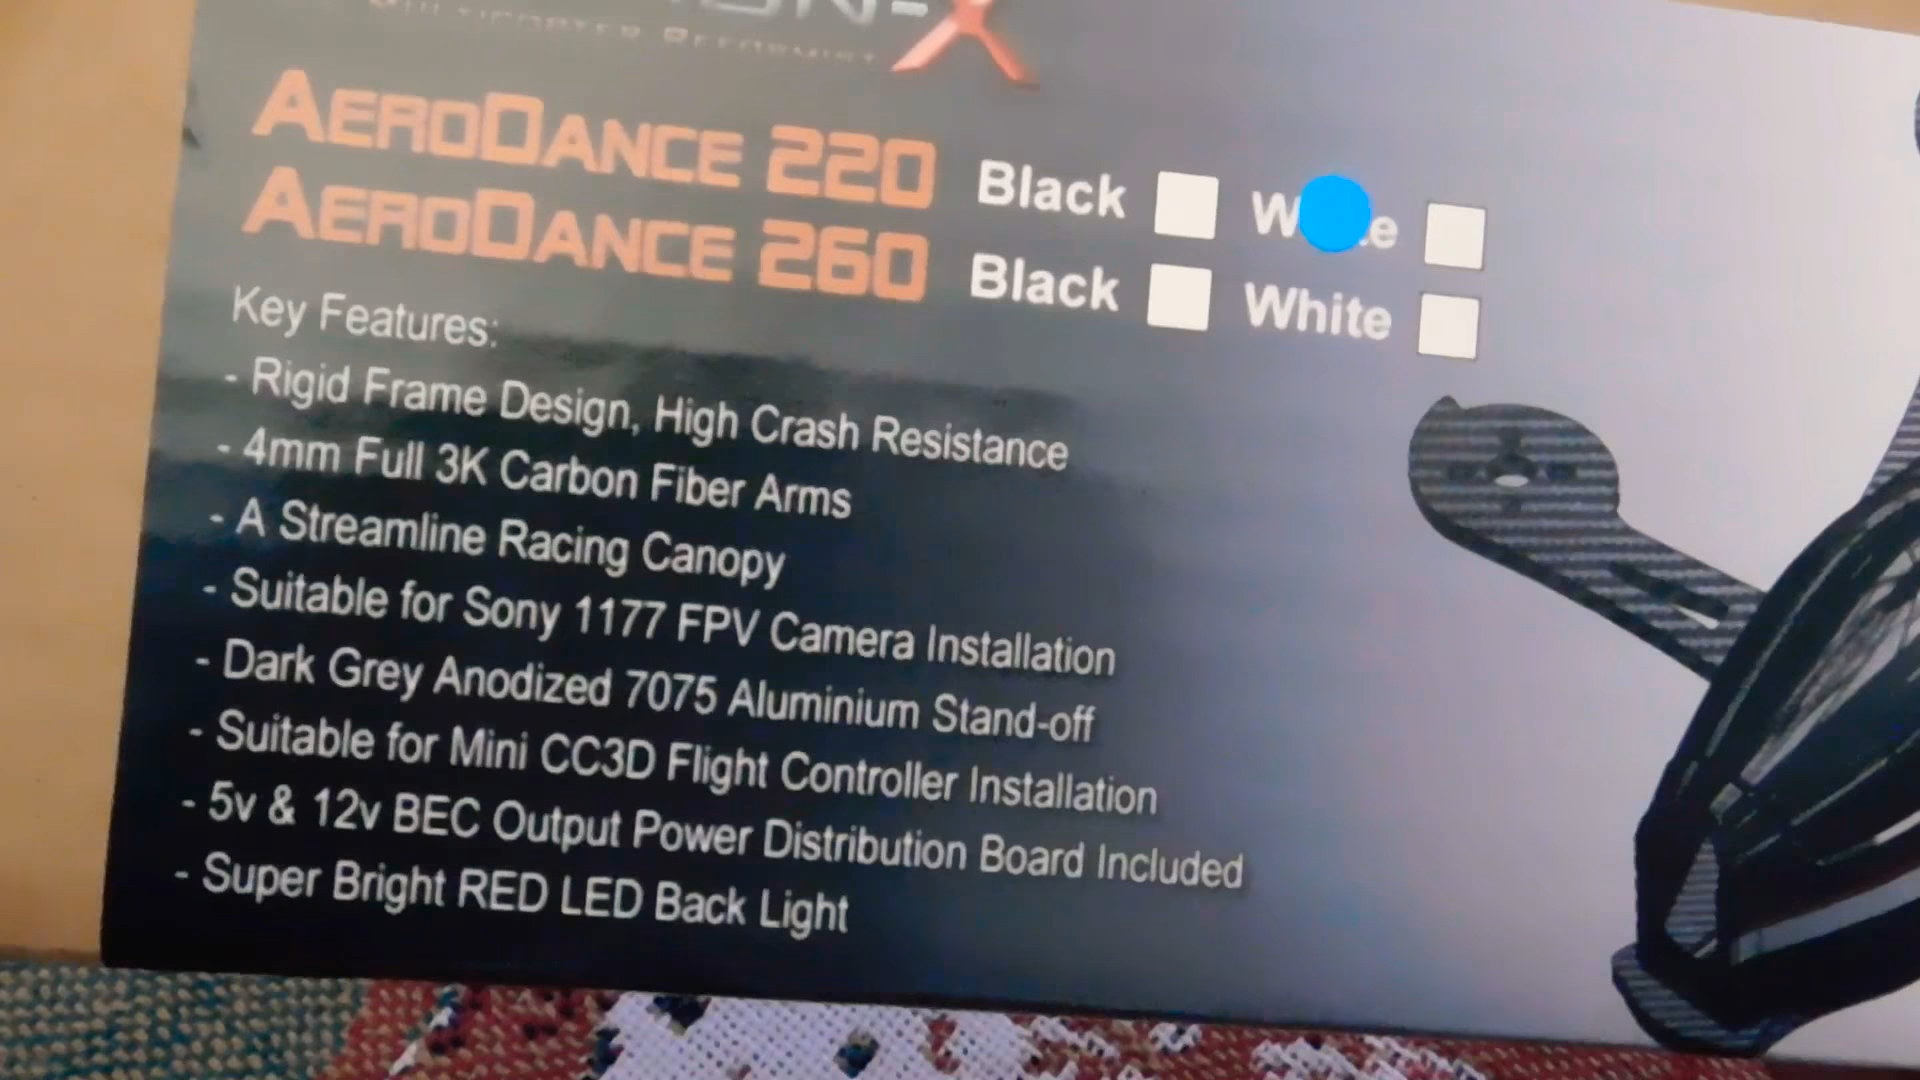 AERODANCE 220 Black
AERODANCE 260 Black White
Key Features:
- Rigid Frame Design, High Crash Resistance
- 4mm Full 3K Carbon Fiber Arms
- A Streamline Racing Canopy
- Suitable for Sony 1177 FPV Camera Installation
- Dark Grey Anodized 7075 Aluminium Stand-off
- Suitable for Mini CC3D Flight Controller Installation
- 5v & 12v BEC Output Power Distribution Board Included
- Super Bright RED LED Back Light